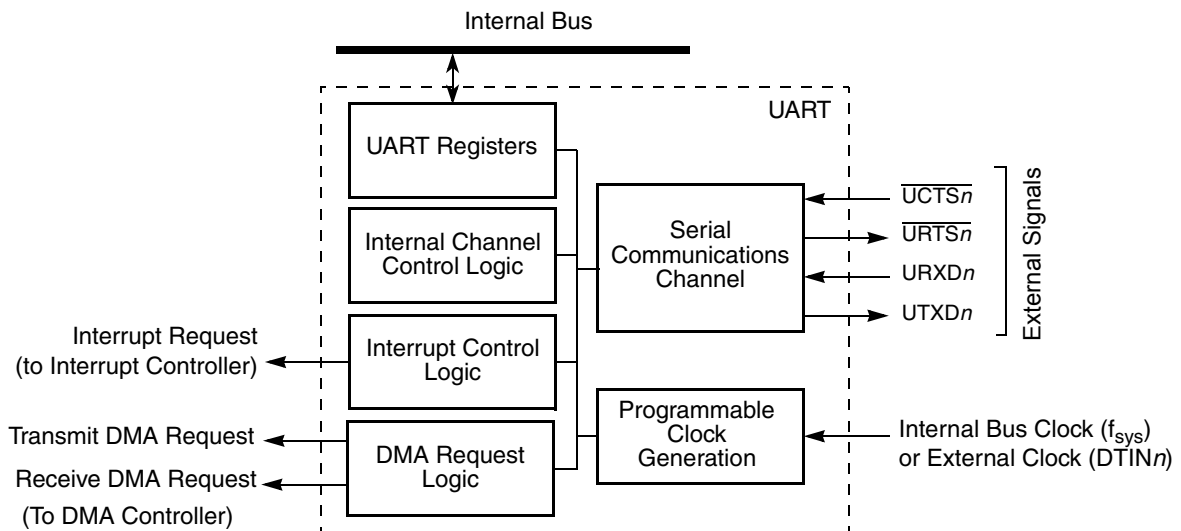 Internal Bus
UART
UART Registers
Internal Channel
Control Logic
Interrupt Control
Logic
DMA Request
Logic
Serial
Communications
Channel
Programmable
Clock
Generation
U̅C̅T̅S̅n̅
U̅R̅T̅S̅n̅
URXDn
UTXDn
External Signals
Interrupt Request
(to Interrupt Controller)
Transmit DMA Request
Receive DMA Request
(To DMA Controller)
Internal Bus Clock (fsys)
or External Clock (DTINn)